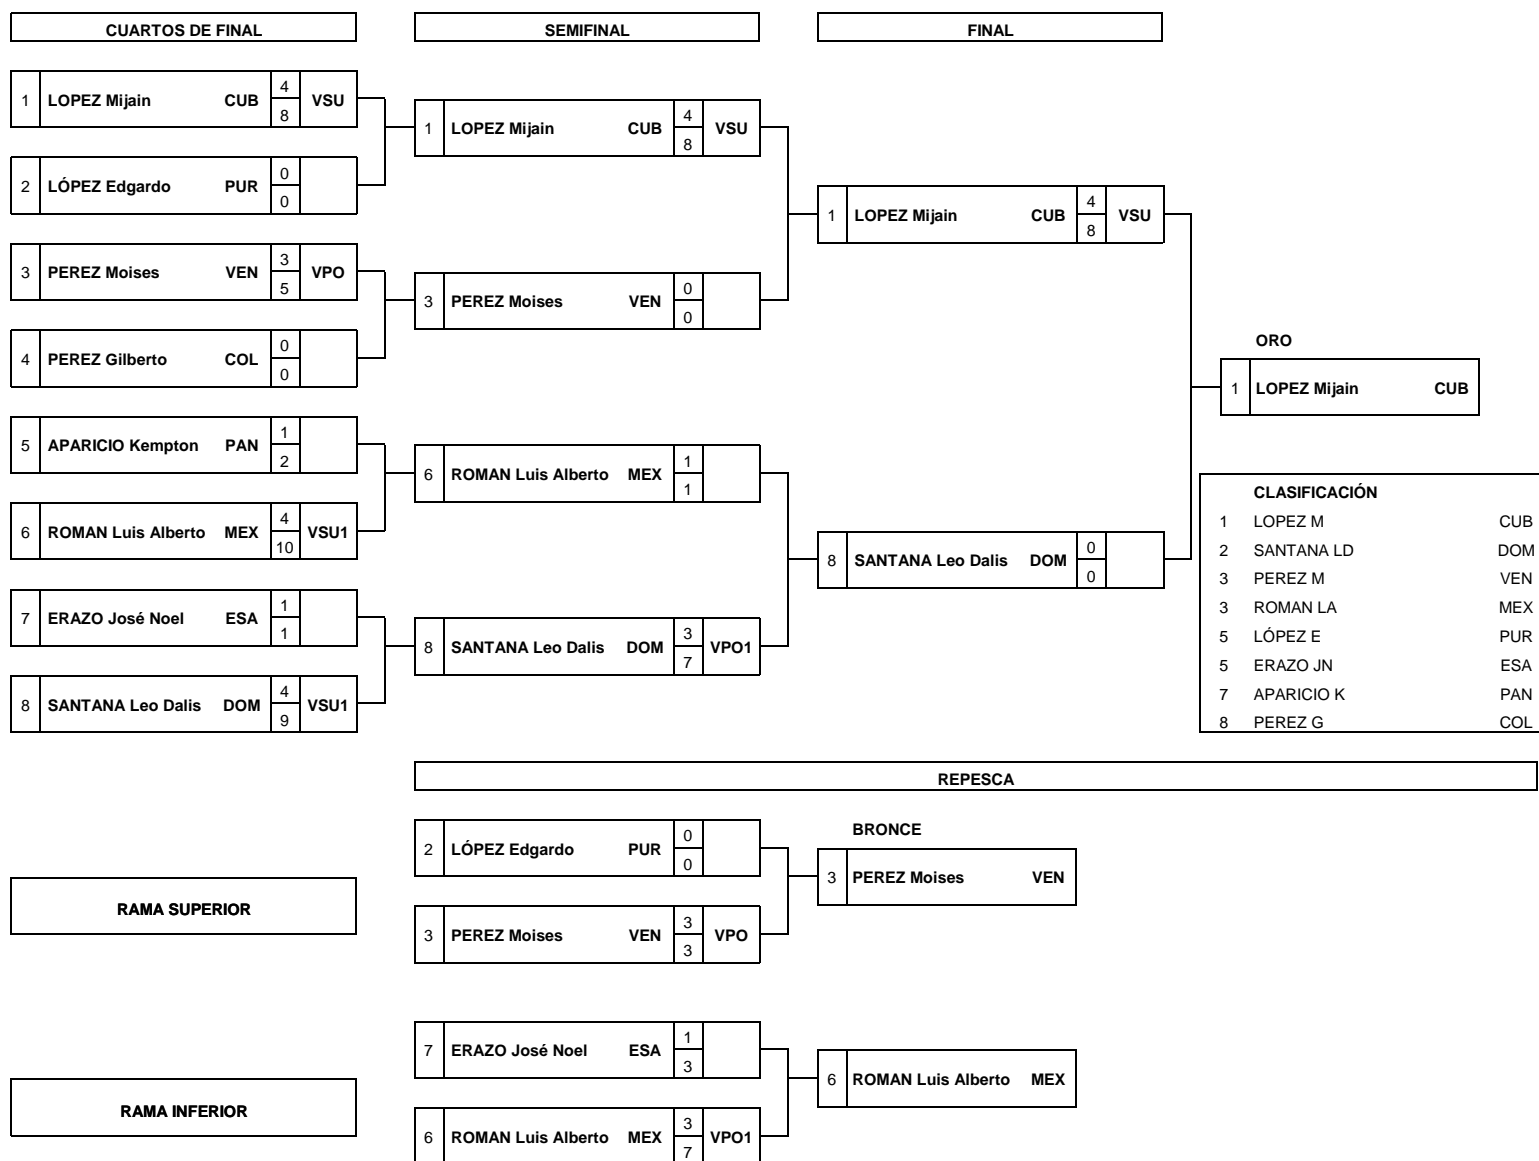 CUARTOS DE FINAL
SEMIFINAL
FINAL
1 LOPEZ Mijain CUB 4 8 VSU
2 LÓPEZ Edgardo PUR 0 0
3 PEREZ Moises VEN 3 5 VPO
4 PEREZ Gilberto COL 0 0
5 APARICIO Kempton PAN 1 2
6 ROMAN Luis Alberto MEX 4 10 VSU1
7 ERAZO José Noel ESA 1 1
8 SANTANA Leo Dalis DOM 4 9 VSU1
1 LOPEZ Mijain CUB 4 8 VSU
3 PEREZ Moises VEN 0 0
6 ROMAN Luis Alberto MEX 1 1
8 SANTANA Leo Dalis DOM 3 7 VPO1
1 LOPEZ Mijain CUB 4 8 VSU
8 SANTANA Leo Dalis DOM 0 0
ORO
1 LOPEZ Mijain CUB
CLASIFICACIÓN
1 LOPEZ M CUB
2 SANTANA LD DOM
3 PEREZ M VEN
3 ROMAN LA MEX
5 LÓPEZ E PUR
5 ERAZO JN ESA
7 APARICIO K PAN
8 PEREZ G COL
REPESCA
RAMA SUPERIOR
2 LÓPEZ Edgardo PUR 0 0
3 PEREZ Moises VEN 3 3 VPO
BRONCE
3 PEREZ Moises VEN
RAMA INFERIOR
7 ERAZO José Noel ESA 1 3
6 ROMAN Luis Alberto MEX 3 7 VPO1
6 ROMAN Luis Alberto MEX